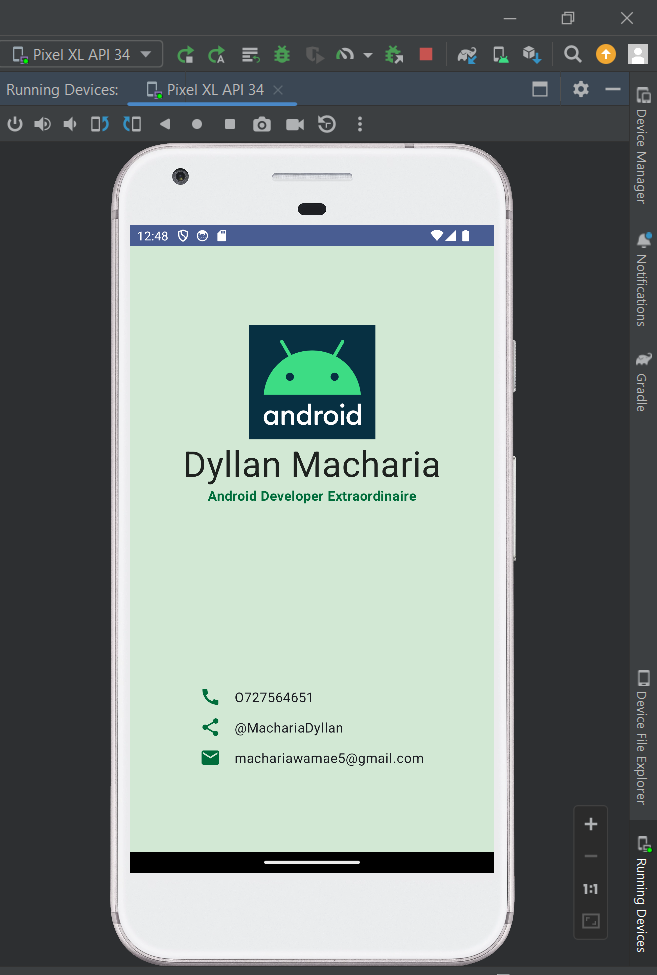 Pixel XL API 34
Running Devices:
Pixel XL API 34
Device Manager
Notifications
Gradle
12:48
android
Dyllan Macharia
Android Developer Extraordinaire
0727564651
@MachariaDyllan
machariawamae5@gmail.com
Device File Explorer
1:1
Running Devices